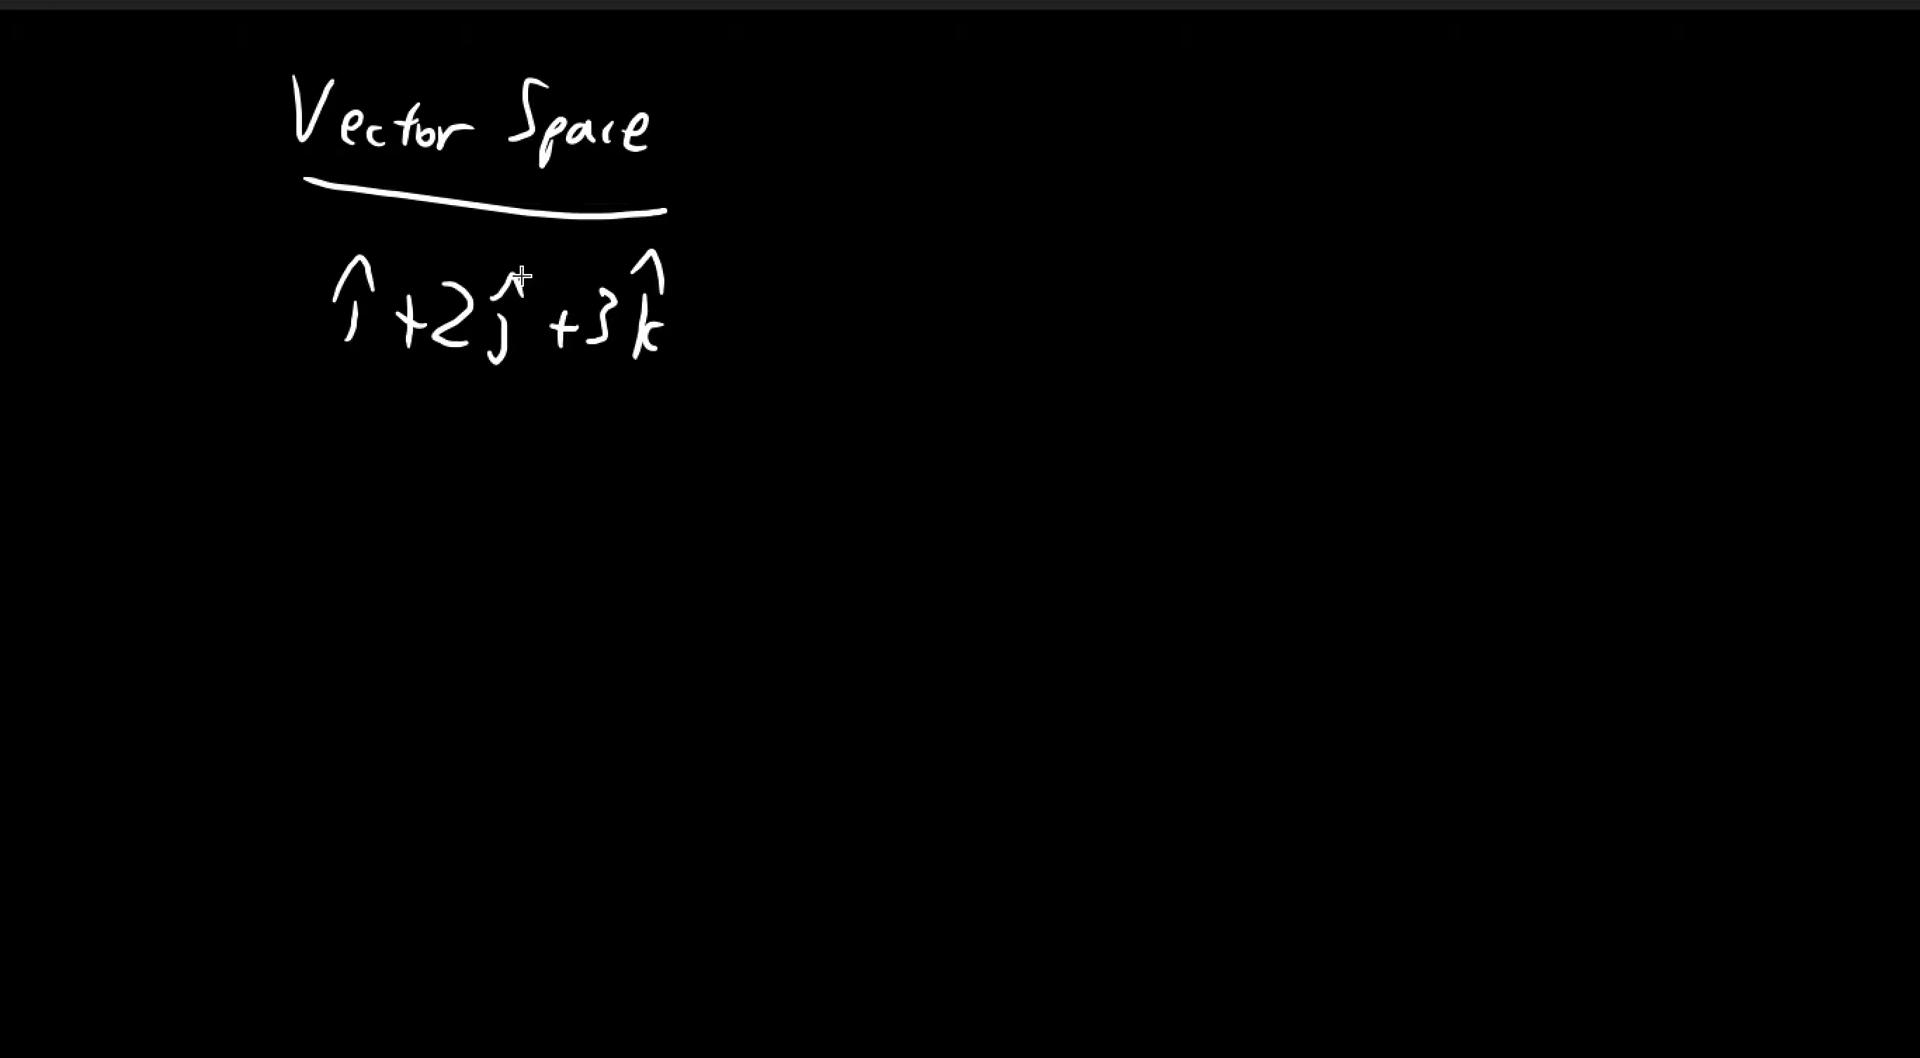 Vector Space
î + 2ĵ + 3k̂